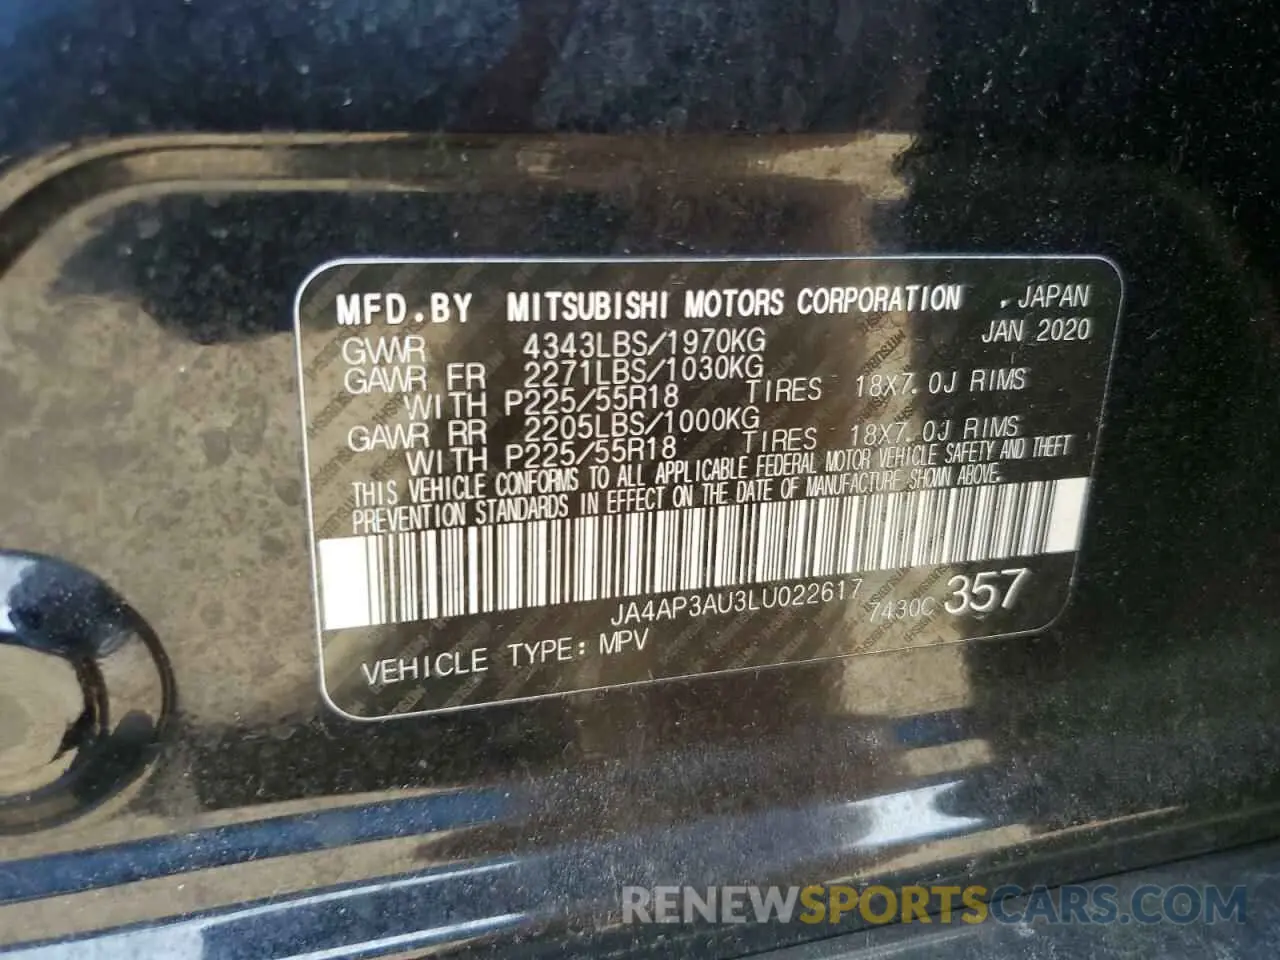 MFD.BY MITSUBISHI MOTORS CORPORATION , JAPAN
JAN 2020
GVWR 4343LBS/1970KG
GAWR FR 2271LBS/1030KG
WITH P225/55R18 TIRES 18X7.0J RIMS
GAWR RR 2205LBS/1000KG
WITH P225/55R18 TIRES 18X7.0J RIMS
THIS VEHICLE CONFORMS TO ALL APPLICABLE FEDERAL MOTOR VEHICLE SAFETY AND THEFT
PREVENTION STANDARDS IN EFFECT ON THE DATE OF MANUFACTURE SHOWN ABOVE.
JA4AP3AU3LU022617 7430C 357
VEHICLE TYPE: MPV
RENEWSPORTSCARS.COM